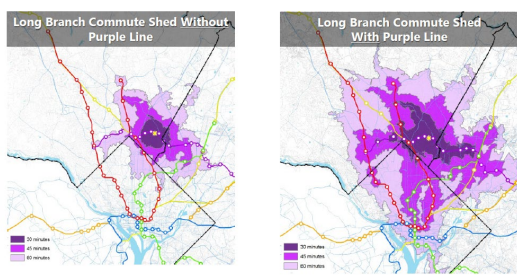 Long Branch Commute Shed Without
Purple Line
30 minutes
45 minutes
60 minutes
Long Branch Commute Shed
With Purple Line
30 minutes
45 minutes
60 minutes